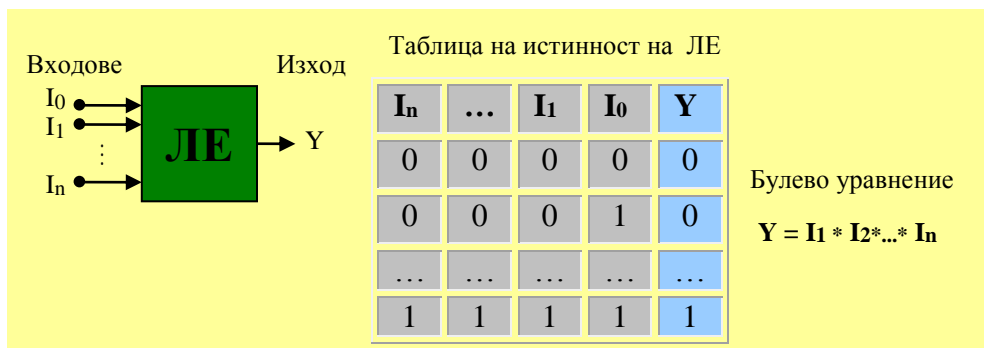 Таблица на истинност на ЛЕ
Входове
Изход
I0
I1
⋮
In
ЛЕ
Y
In … I1 I0 Y
0 0 0 0 0
0 0 0 1 0
… … … … …
1 1 1 1 1
Булево уравнение
Y = I1 * I2*...* In